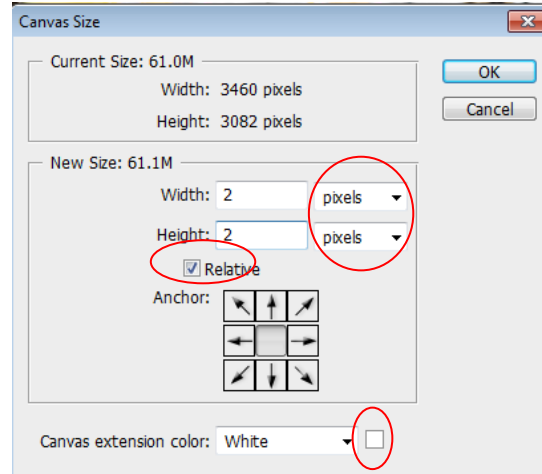 Canvas Size
Current Size: 61.0M
OK
Width: 3460 pixels
Cancel
Height: 3082 pixels
New Size: 61.1M
Width: 2 pixels
Height: 2 pixels
Relative
Anchor:
Canvas extension color: White